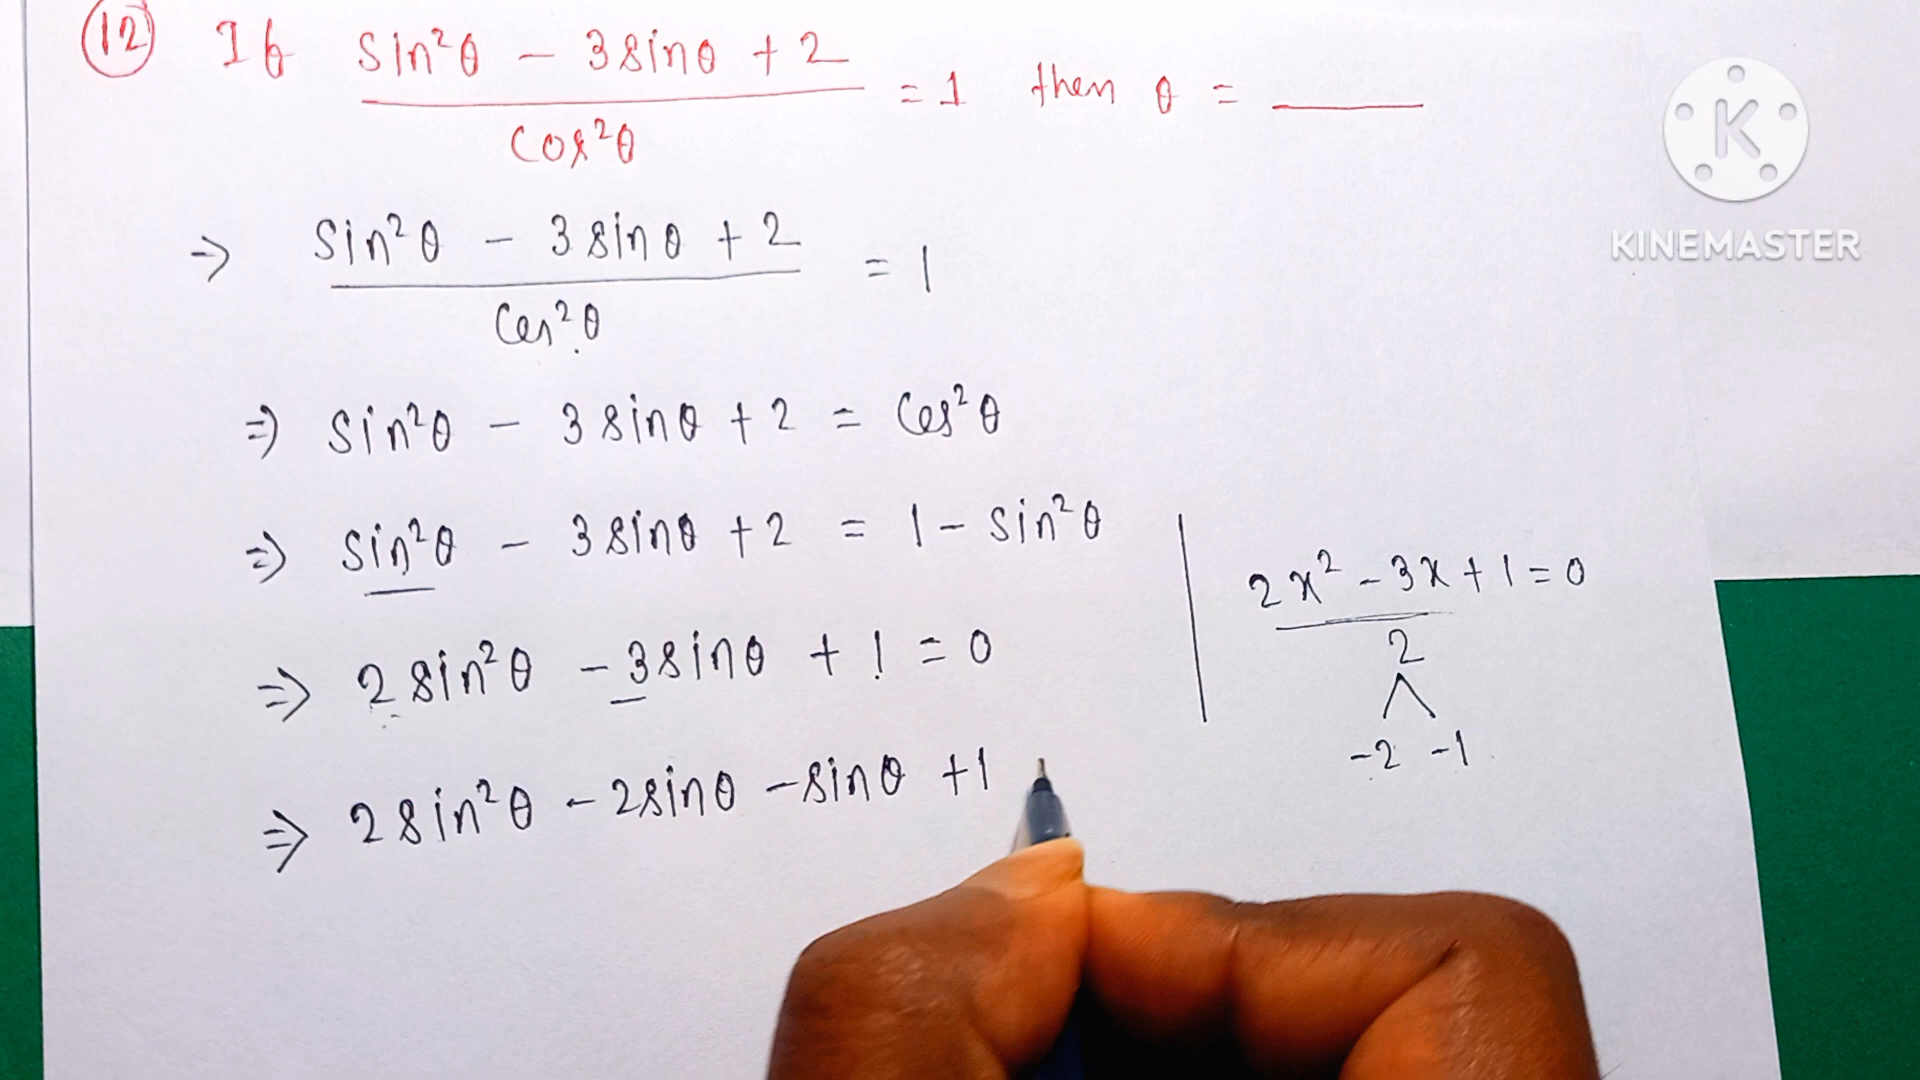 (12) If sin²θ - 3sinθ + 2 / cos²θ = 1 then θ = ____
K
KINEMASTER
⇒ sin²θ - 3sinθ + 2 / cos²θ = 1
⇒ sin²θ - 3sinθ + 2 = cos²θ
⇒ sin²θ - 3sinθ + 2 = 1 - sin²θ
⇒ 2sin²θ - 3sinθ + 1 = 0
⇒ 2sin²θ - 2sinθ - sinθ + 1
2x² - 3x + 1 = 0
2
-2 -1